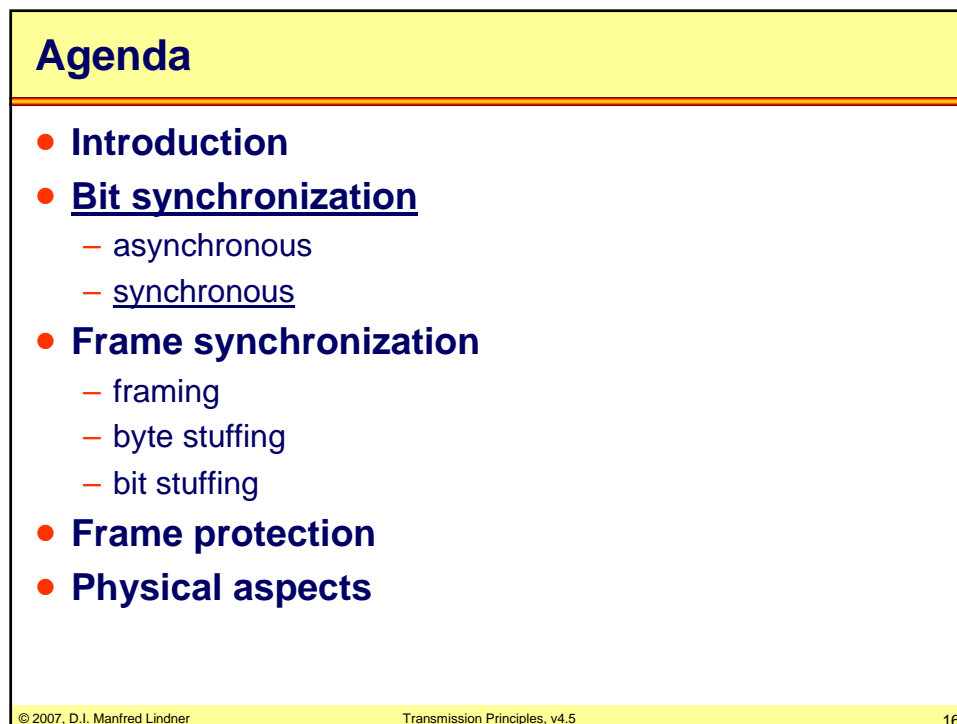 Agenda
• Introduction
• Bit synchronization
– asynchronous
– synchronous
• Frame synchronization
– framing
– byte stuffing
– bit stuffing
• Frame protection
• Physical aspects
© 2007, D.I. Manfred Lindner Transmission Principles, v4.5 16